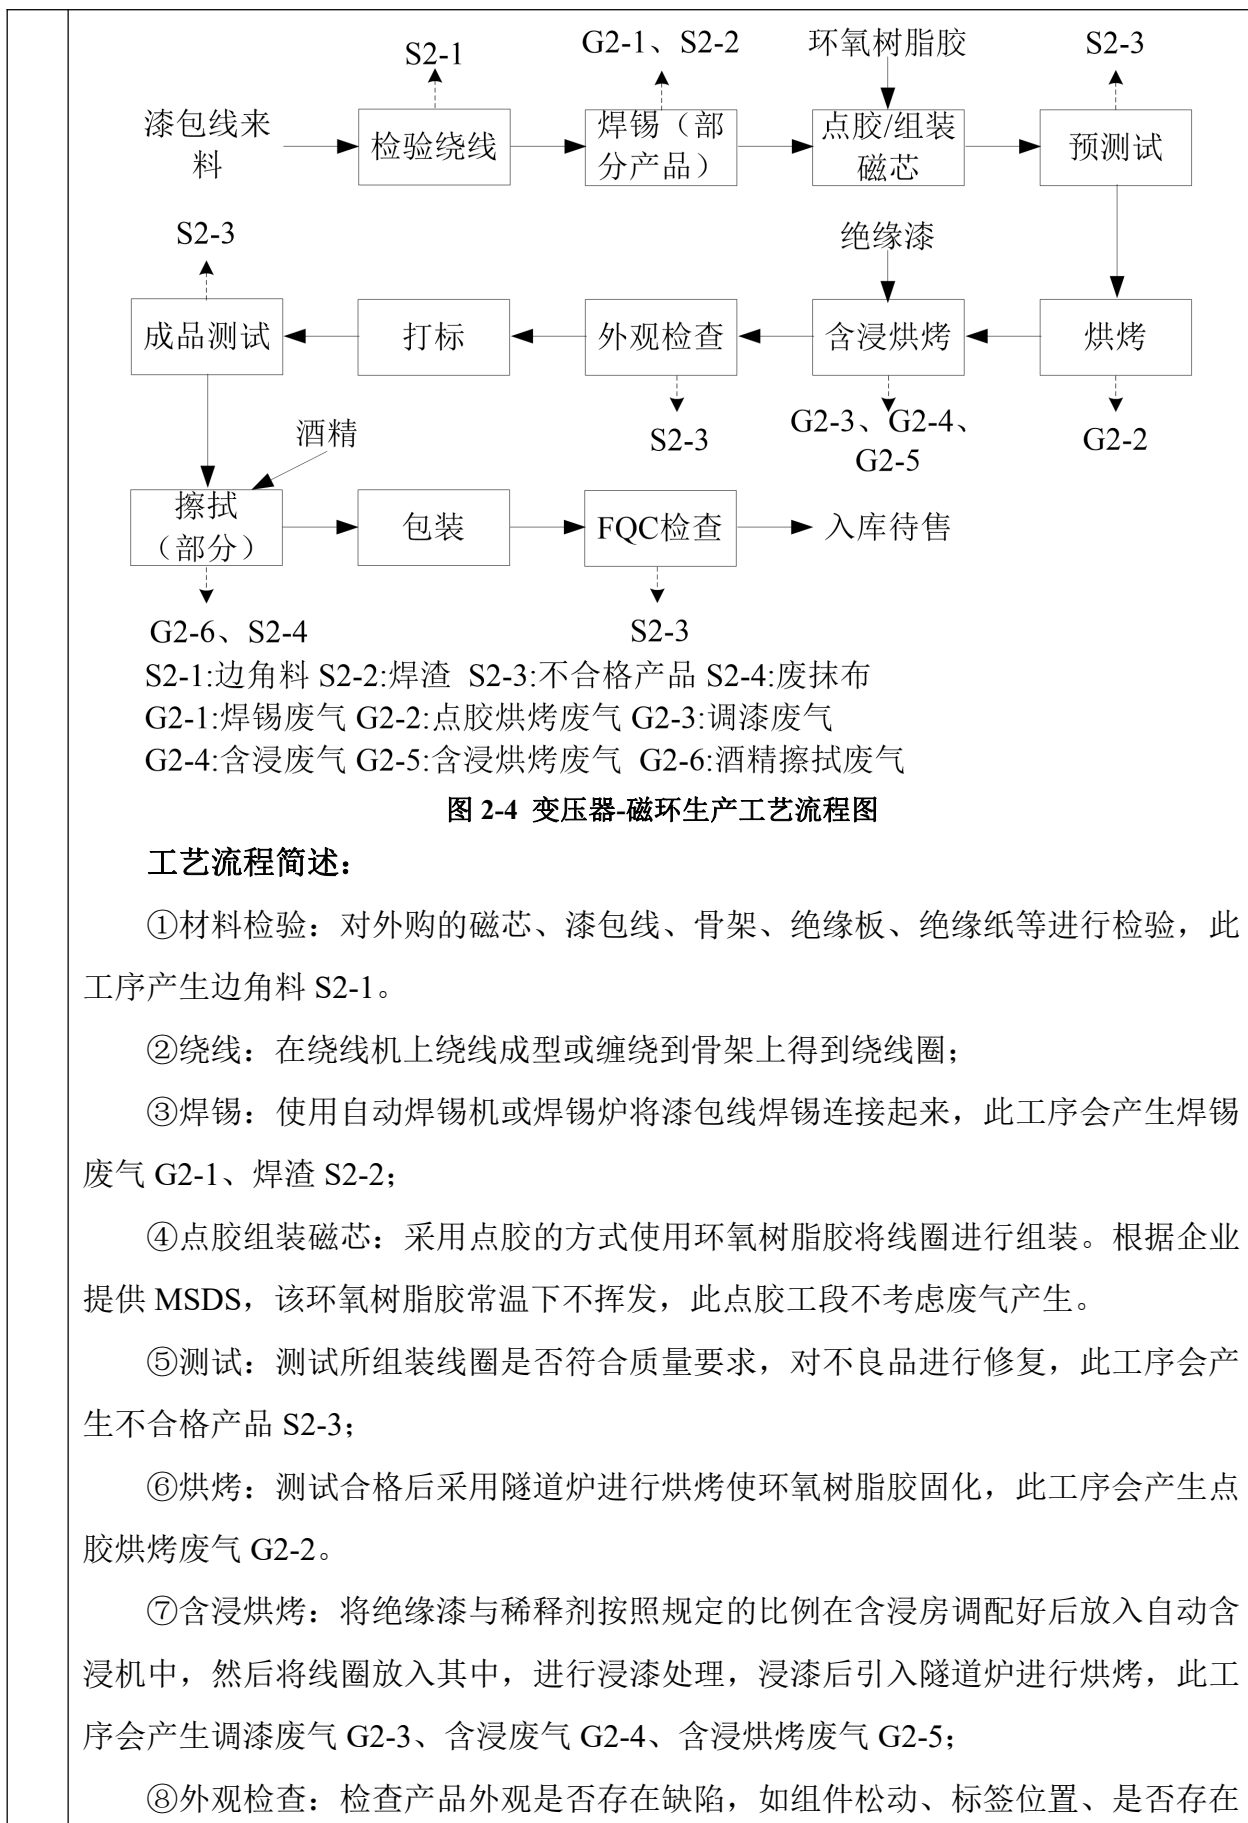 S2-1
G2-1、S2-2
环氧树脂胶
S2-3
漆包线来
料
检验绕线
焊锡（部
分产品）
点胶/组装
磁芯
预测试
S2-3
绝缘漆
成品测试
打标
外观检查
含浸烘烤
烘烤
酒精
S2-3
G2-3、G2-4、
G2-5
G2-2
擦拭
（部分）
包装
FQC检查
入库待售
G2-6、S2-4
S2-3
S2-1:边角料 S2-2:焊渣 S2-3:不合格产品 S2-4:废抹布
G2-1:焊锡废气 G2-2:点胶烘烤废气 G2-3:调漆废气
G2-4:含浸废气 G2-5:含浸烘烤废气 G2-6:酒精擦拭废气
图 2-4 变压器-磁环生产工艺流程图
工艺流程简述：
①材料检验：对外购的磁芯、漆包线、骨架、绝缘板、绝缘纸等进行检验，此
工序产生边角料 S2-1。
②绕线：在绕线机上绕线成型或缠绕到骨架上得到绕线圈；
③焊锡：使用自动焊锡机或焊锡炉将漆包线焊锡连接起来，此工序会产生焊锡
废气 G2-1、焊渣 S2-2；
④点胶组装磁芯：采用点胶的方式使用环氧树脂胶将线圈进行组装。根据企业
提供 MSDS，该环氧树脂胶常温下不挥发，此点胶工段不考虑废气产生。
⑤测试：测试所组装线圈是否符合质量要求，对不良品进行修复，此工序会产
生不合格产品 S2-3；
⑥烘烤：测试合格后采用隧道炉进行烘烤使环氧树脂胶固化，此工序会产生点
胶烘烤废气 G2-2。
⑦含浸烘烤：将绝缘漆与稀释剂按照规定的比例在含浸房调配好后放入自动含
浸机中，然后将线圈放入其中，进行浸漆处理，浸漆后引入隧道炉进行烘烤，此工
序会产生调漆废气 G2-3、含浸废气 G2-4、含浸烘烤废气 G2-5；
⑧外观检查：检查产品外观是否存在缺陷，如组件松动、标签位置、是否存在